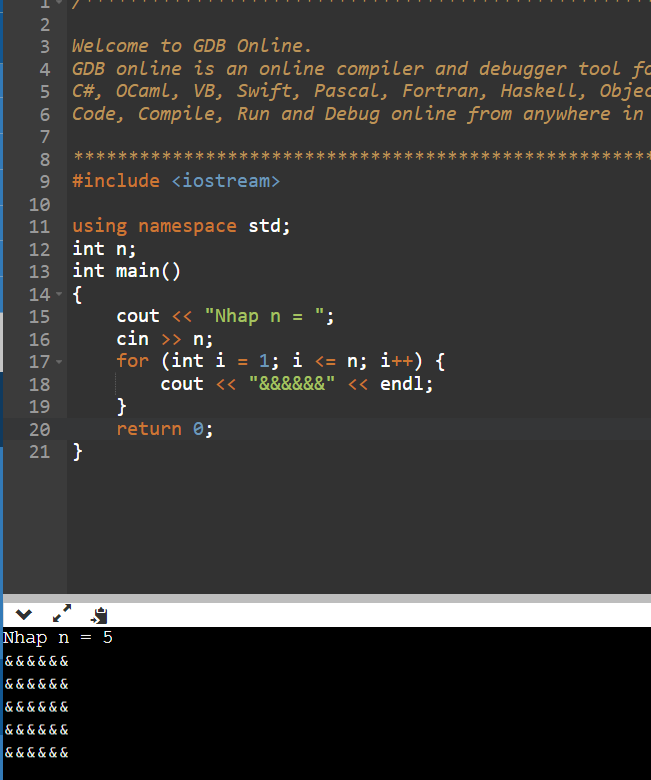 1 /******************************************************
2
3 Welcome to GDB Online.
4 GDB online is an online compiler and debugger tool
5 C#, OCaml, VB, Swift, Pascal, Fortran, Haskell,
6 Code, Compile, Run and Debug online from anywhere in
7
8 *****************************************************
9 #include <iostream>
10
11 using namespace std;
12 int n;
13 int main()
14 {
15     cout << "Nhap n = ";
16     cin >> n;
17     for (int i = 1; i <= n; i++) {
18         cout << "&&&&&&" << endl;
19     }
20     return 0;
21 }
Nhap n = 5
&&&&&&
&&&&&&
&&&&&&
&&&&&&
&&&&&&